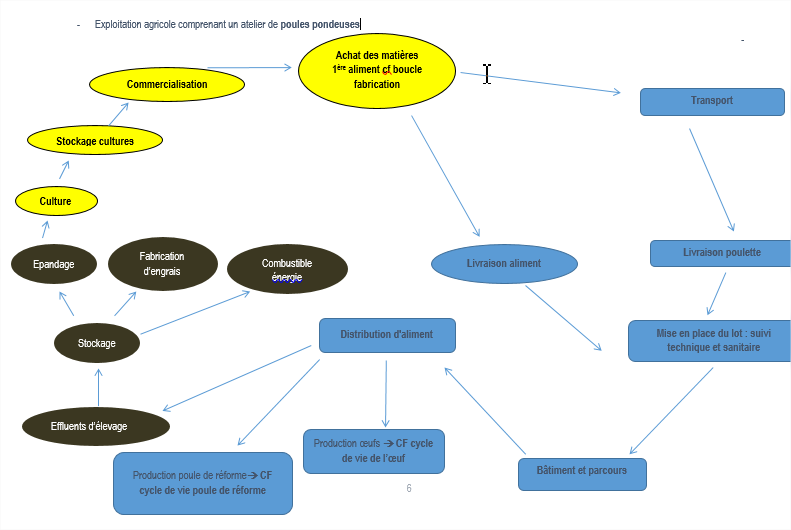 - Exploitation agricole comprenant un atelier de poules pondeuses
-
Achat des matières
1ère aliment cf boucle
fabrication
Commercialisation
Transport
Stockage cultures
Culture
Epandage
Fabrication
d'engrais
Combustible
énergie
Livraison aliment
Livraison poulette
Stockage
Distribution d'aliment
Mise en place du lot : suivi
technique et sanitaire
Effluents d'élevage
Production œufs → CF cycle
de vie de l'œuf
Production poule de réforme→ CF
cycle de vie poule de réforme
Bâtiment et parcours
6